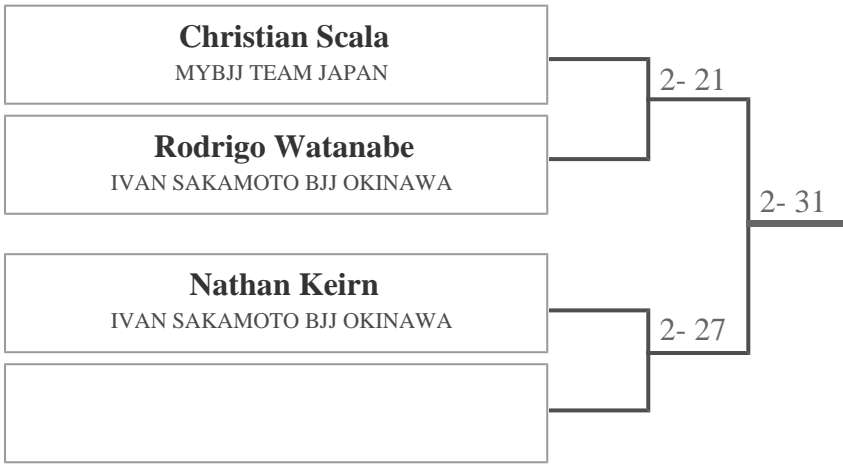 Christian Scala
MYBJJ TEAM JAPAN
2- 21
Rodrigo Watanabe
IVAN SAKAMOTO BJJ OKINAWA
2- 31
Nathan Keirn
IVAN SAKAMOTO BJJ OKINAWA
2- 27